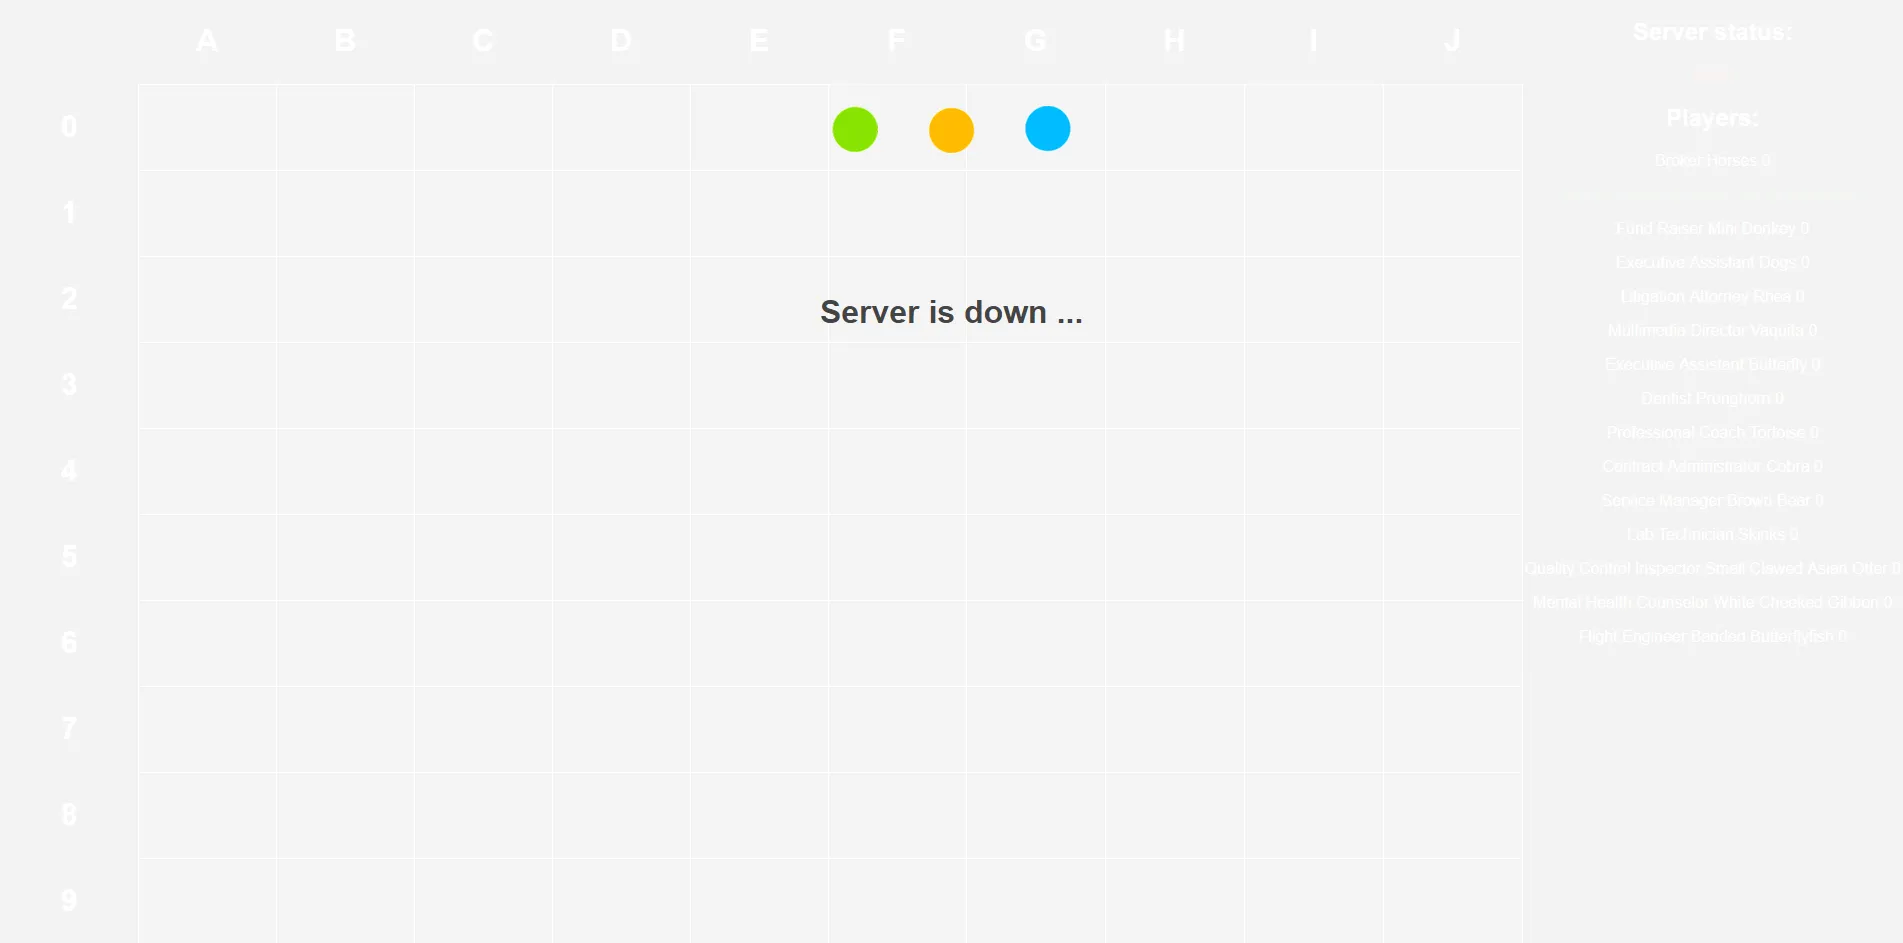 A B C D E F G H I J
Server status:
0
Players:
Broker Horses 0
1
Fund Raiser Mini Donkey 0
Executive Assistant Dogs 0
2
Litigation Attorney Rhea 0
Server is down ...
Multimedia Director Vaquita 0
Executive Assistant Butterfly 0
3
Dentist Pronghorn 0
Professional Coach Tortoise 0
4
Contract Administrator Cobra 0
Service Manager Brown Bear 0
Lab Technician Skinks 0
5
Quality Control Inspector Small Clawed Asian Otter 0
Mental Health Counselor White Cheeked Gibbon 0
6
Flight Engineer Banded Butterflyfish 0
7
8
9